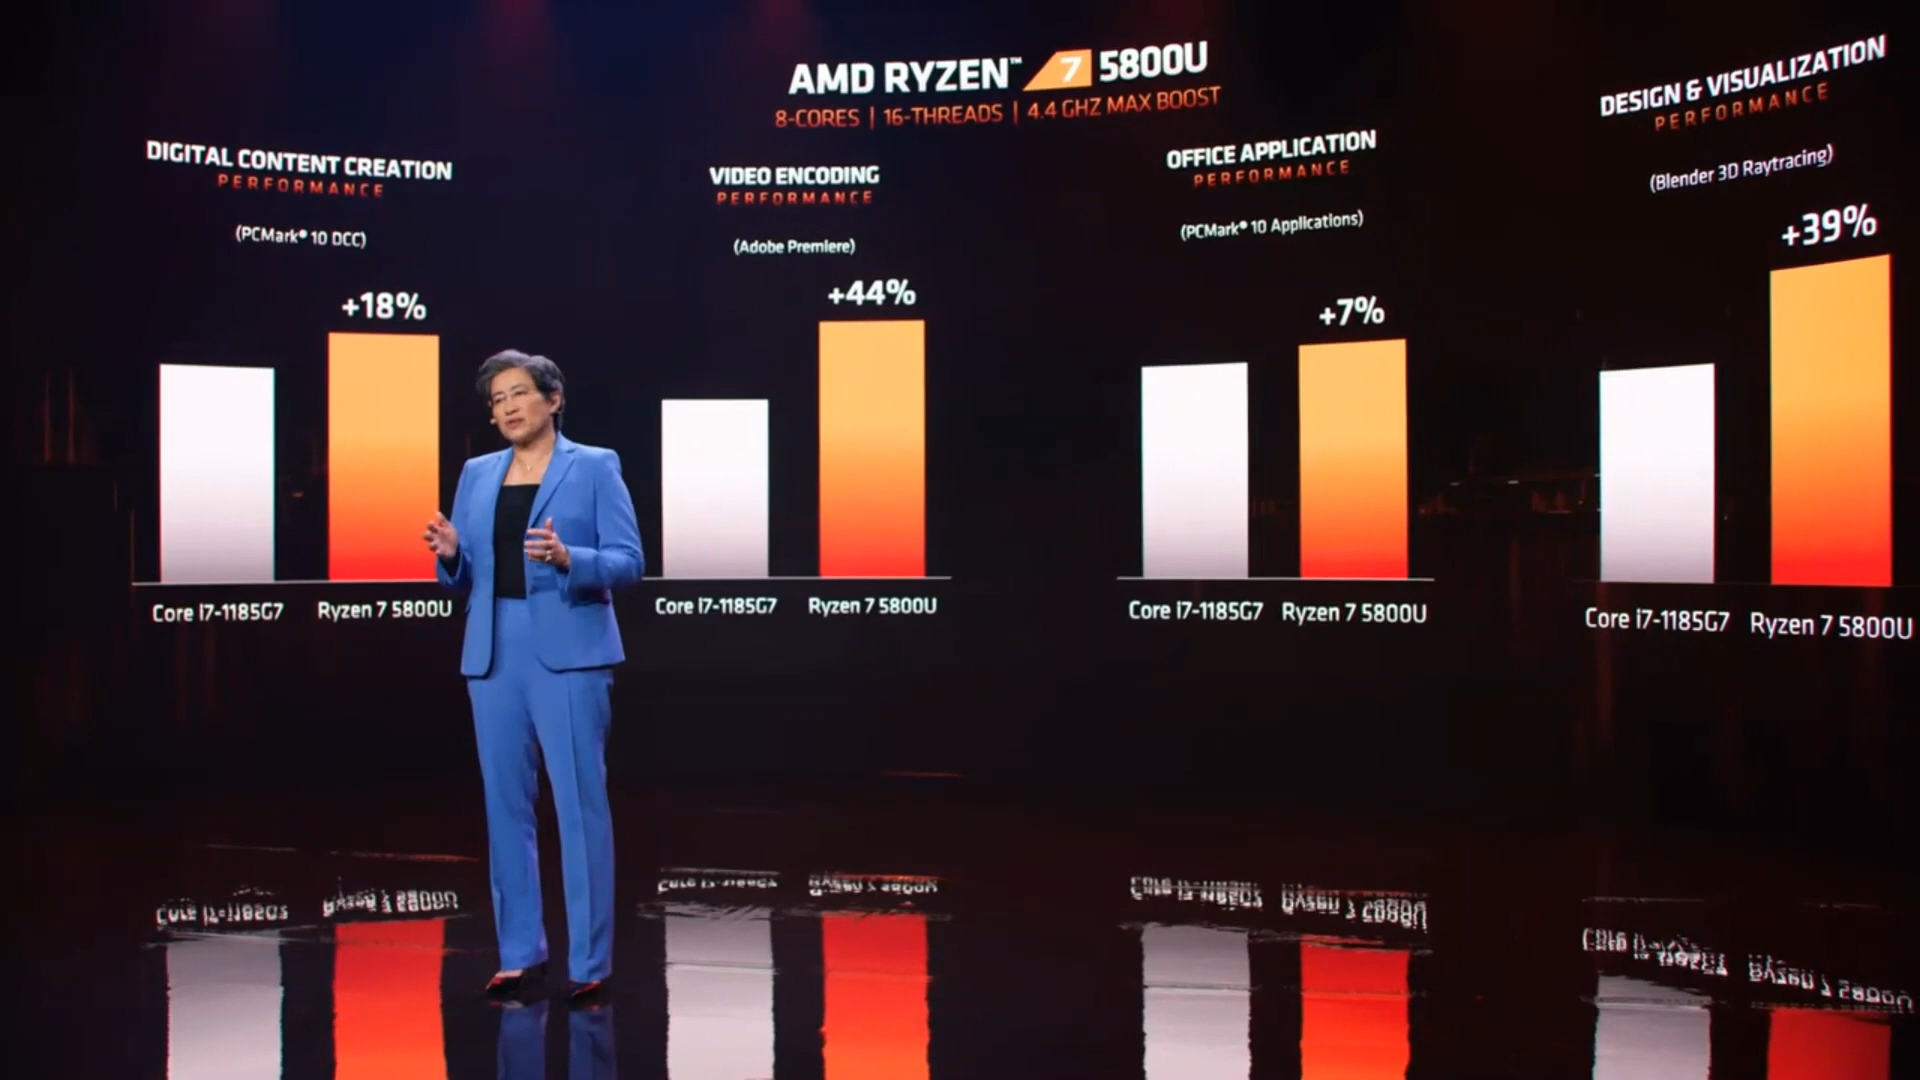 AMD RYZEN™ 7 5800U
8-CORES | 16-THREADS | 4.4 GHZ MAX BOOST
DIGITAL CONTENT CREATION
PERFORMANCE
(PCMark® 10 DCC)
+18%
Core i7-1185G7 Ryzen 7 5800U
VIDEO ENCODING
PERFORMANCE
(Adobe Premiere)
+44%
Core i7-1185G7 Ryzen 7 5800U
OFFICE APPLICATION
PERFORMANCE
(PCMark® 10 Applications)
+7%
Core i7-1185G7 Ryzen 7 5800U
DESIGN & VISUALIZATION
PERFORMANCE
(Blender 3D Raytracing)
+39%
Core i7-1185G7 Ryzen 7 5800U